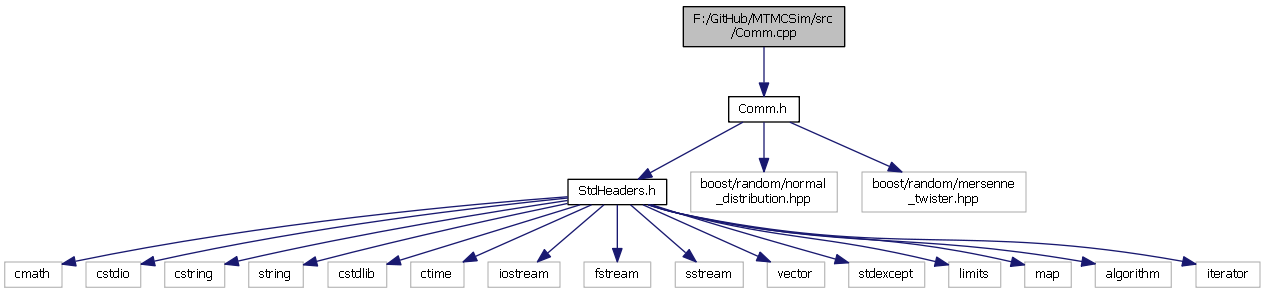 F:/GitHub/MTMCSim/src
/Comm.cpp
Comm.h
StdHeaders.h
boost/random/normal
_distribution.hpp
boost/random/mersenne
_twister.hpp
cmath
cstdio
cstring
string
cstdlib
ctime
iostream
fstream
sstream
vector
stdexcept
limits
map
algorithm
iterator